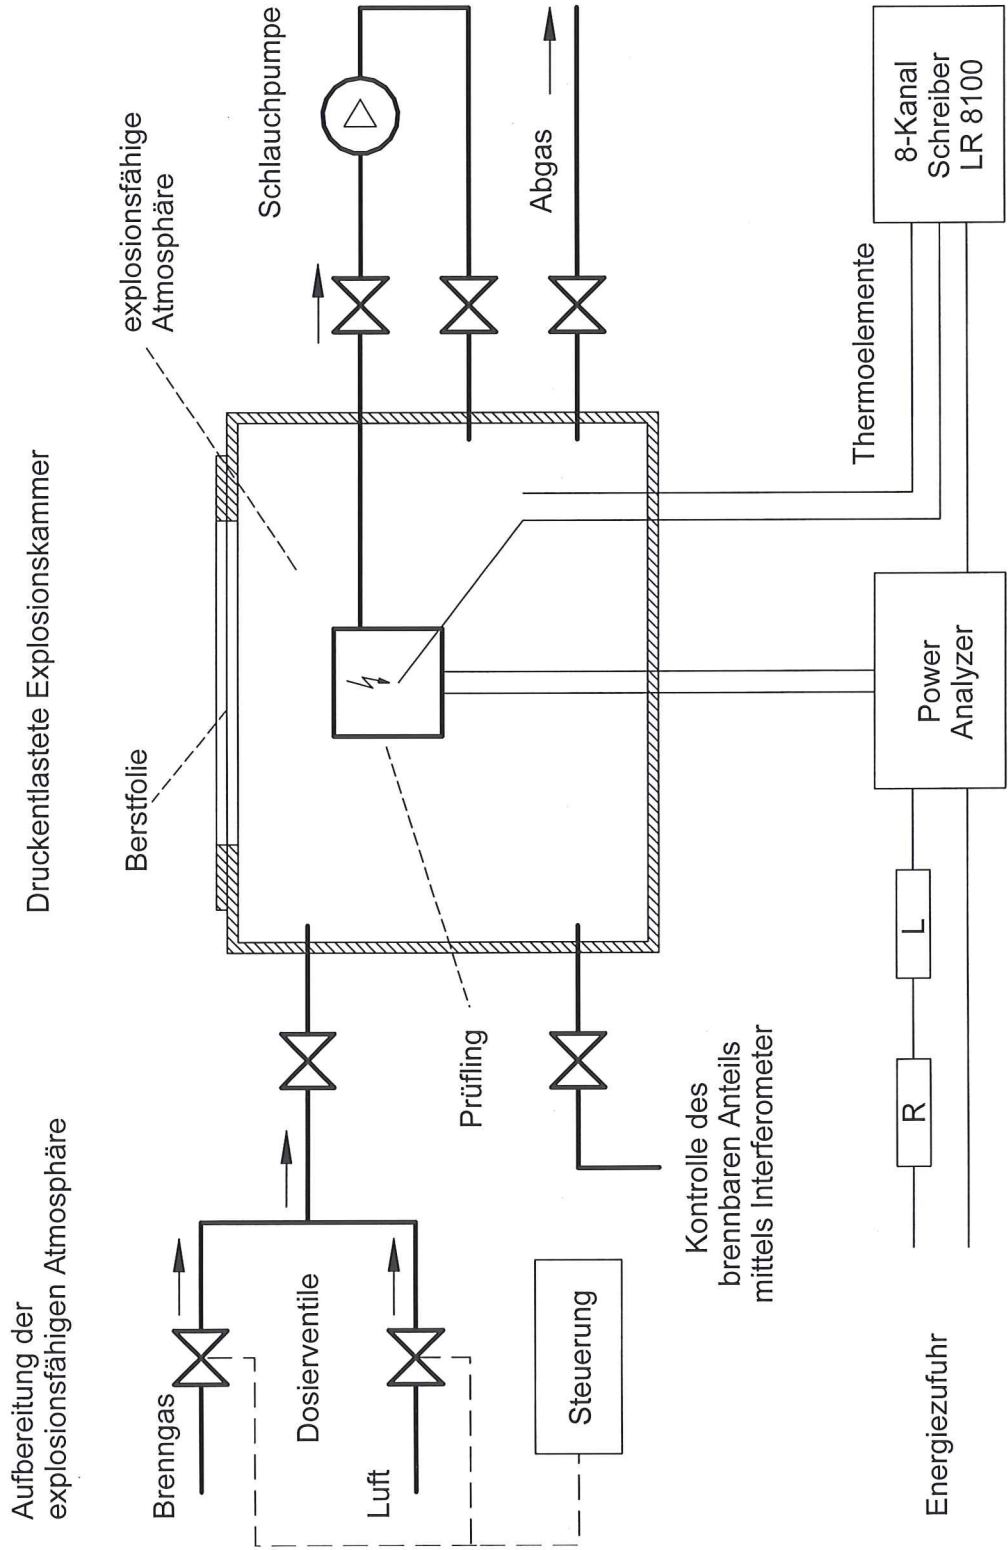 Aufbereitung der
explosionsfähigen Atmosphäre
Druckentlastete Explosionskammer
Brenngas
Dosierventile
Luft
Steuerung
Berstfolie
explosionsfähige
Atmosphäre
Schlauchpumpe
Abgas
Prüfling
Kontrolle des
brennbaren Anteils
mittels Interferometer
Thermoelemente
Energiezufuhr
R
L
Power
Analyzer
8-Kanal
Schreiber
LR 8100